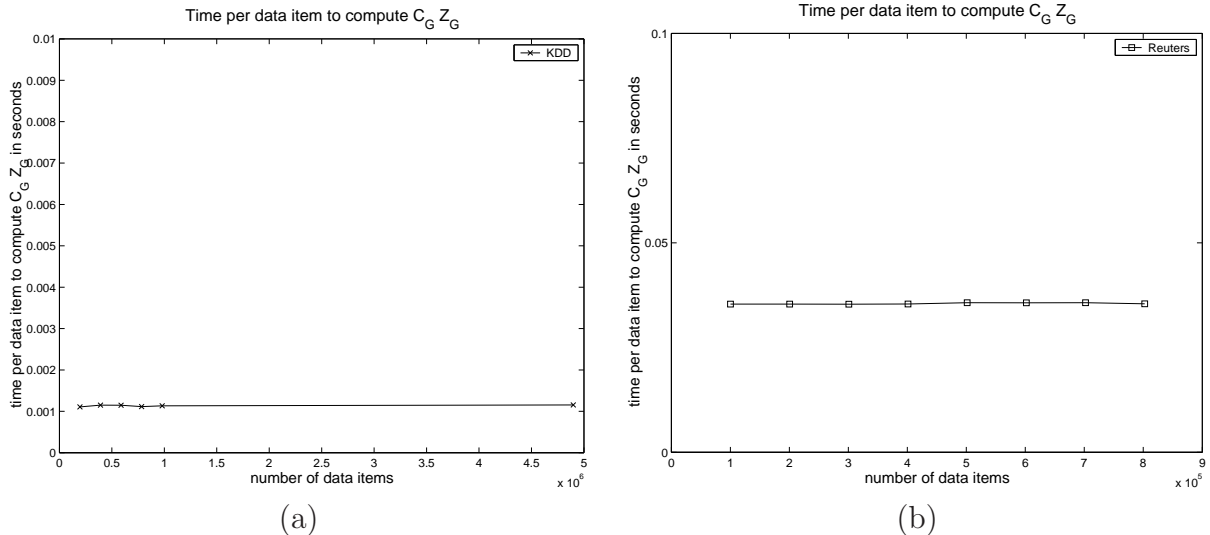 Time per data item to compute C_G Z_G
0.01
0.009
0.008
0.007
0.006
0.005
0.004
0.003
0.002
0.001
0
time per data item to compute C_G Z_G in seconds
KDD
0 0.5 1 1.5 2 2.5 3 3.5 4 4.5 5
x 10^6
number of data items
(a)
Time per data item to compute C_G Z_G
0.1
0.05
0
time per data item to compute C_G Z_G in seconds
Reuters
0 1 2 3 4 5 6 7 8 9
x 10^5
number of data items
(b)